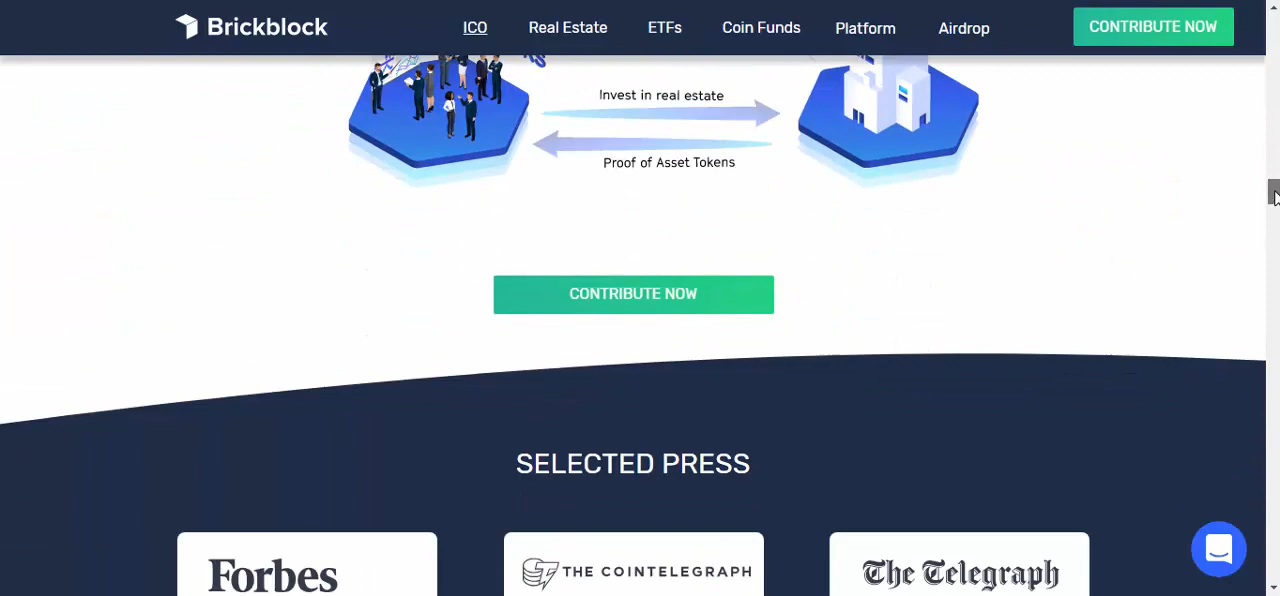 Brickblock
ICO Real Estate ETFs Coin Funds Platform Airdrop CONTRIBUTE NOW
Invest in real estate
Proof of Asset Tokens
CONTRIBUTE NOW
SELECTED PRESS
Forbes THE COINTELEGRAPH The Telegraph